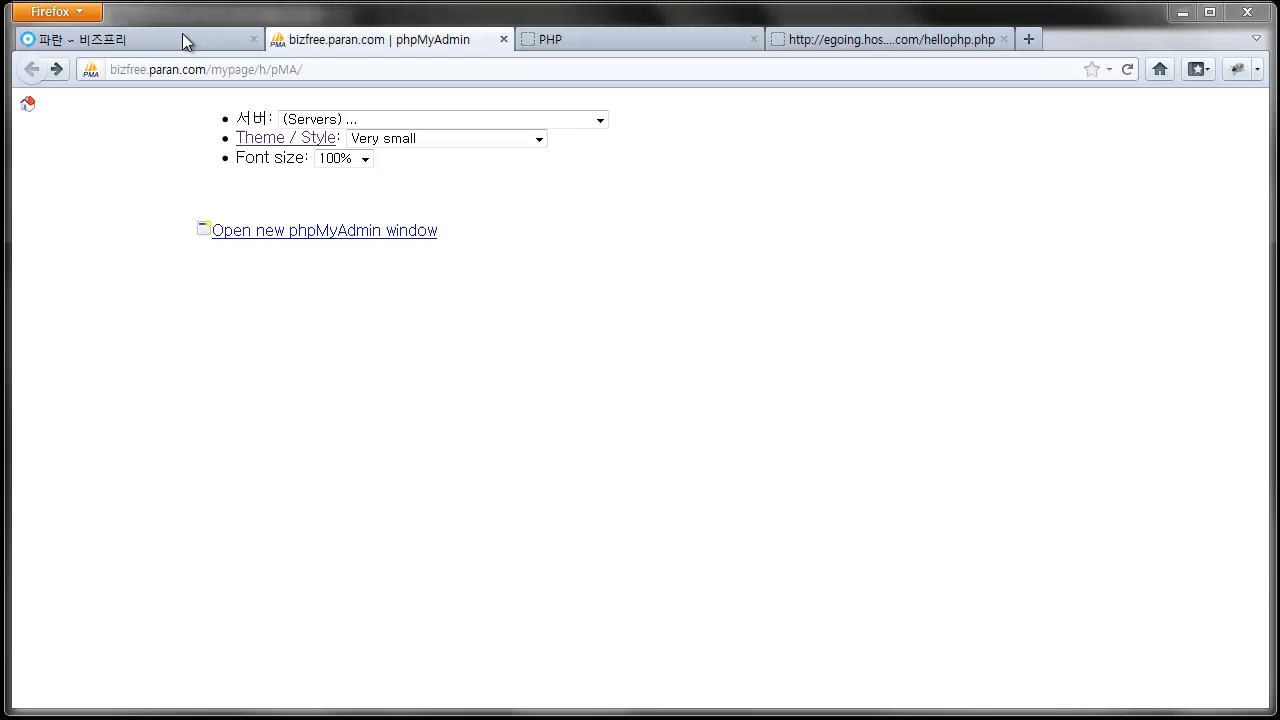 Firefox
파란 - 비즈프리
bizfree.paran.com | phpMyAdmin
PHP
http://egoing.hos....com/hellophp.php
PMA bizfree.paran.com/mypage/h/pMA/
서버: (Servers) ...
Theme / Style: Very small
Font size: 100%
Open new phpMyAdmin window